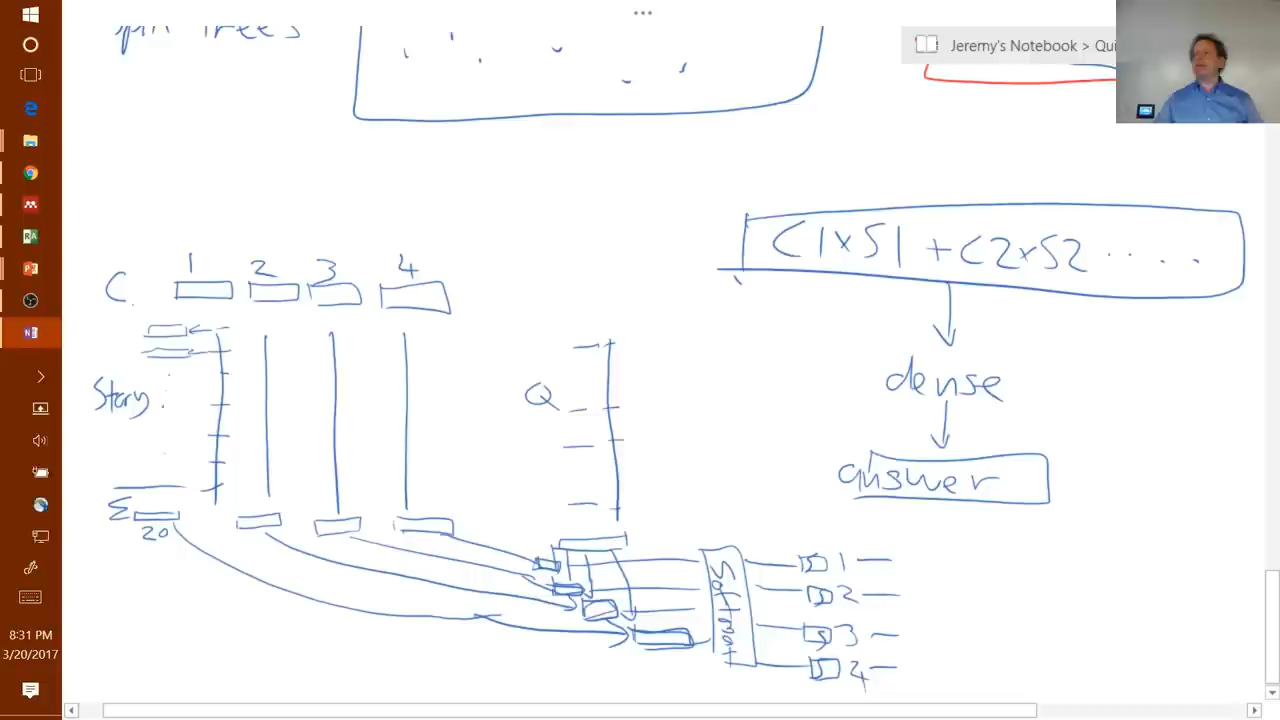 Trees
Jeremy's Notebook > Qui
C1×S1 + C2×S2 .....
1 2 3 4
C.
dense
Story:
Q
answer
Σ
20
Softmax
S 1
S 2
S 3
S 4
8:31 PM
3/20/2017